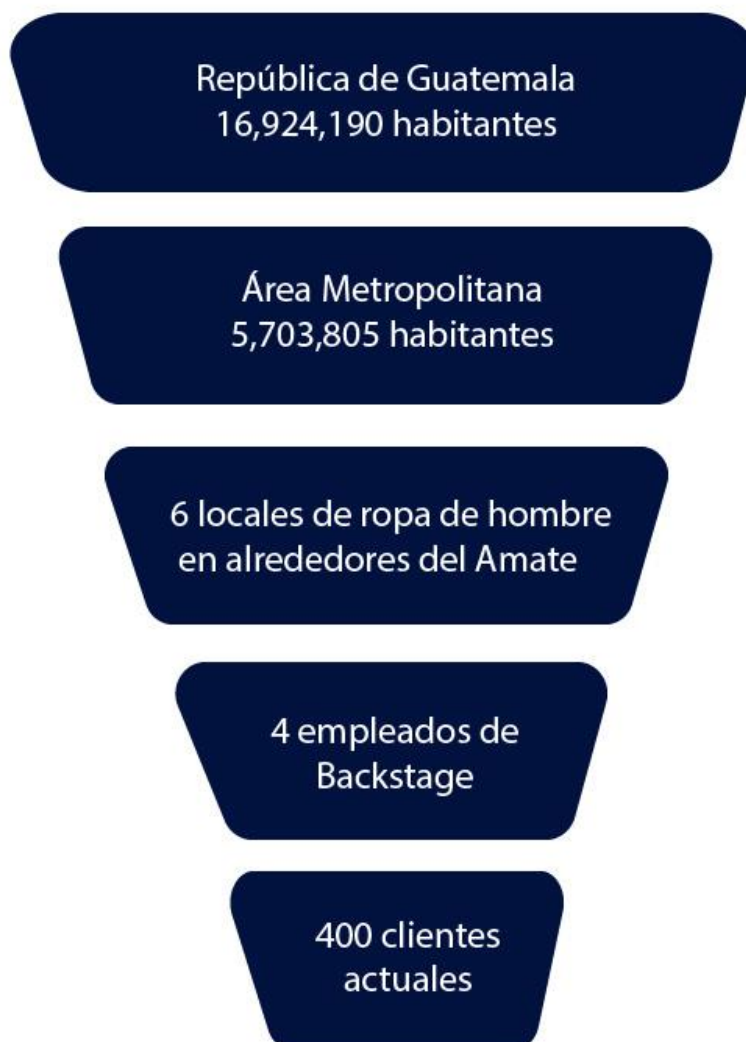 República de Guatemala
16,924,190 habitantes
Área Metropolitana
5,703,805 habitantes
6 locales de ropa de hombre
en alrededores del Amate
4 empleados de
Backstage
400 clientes
actuales